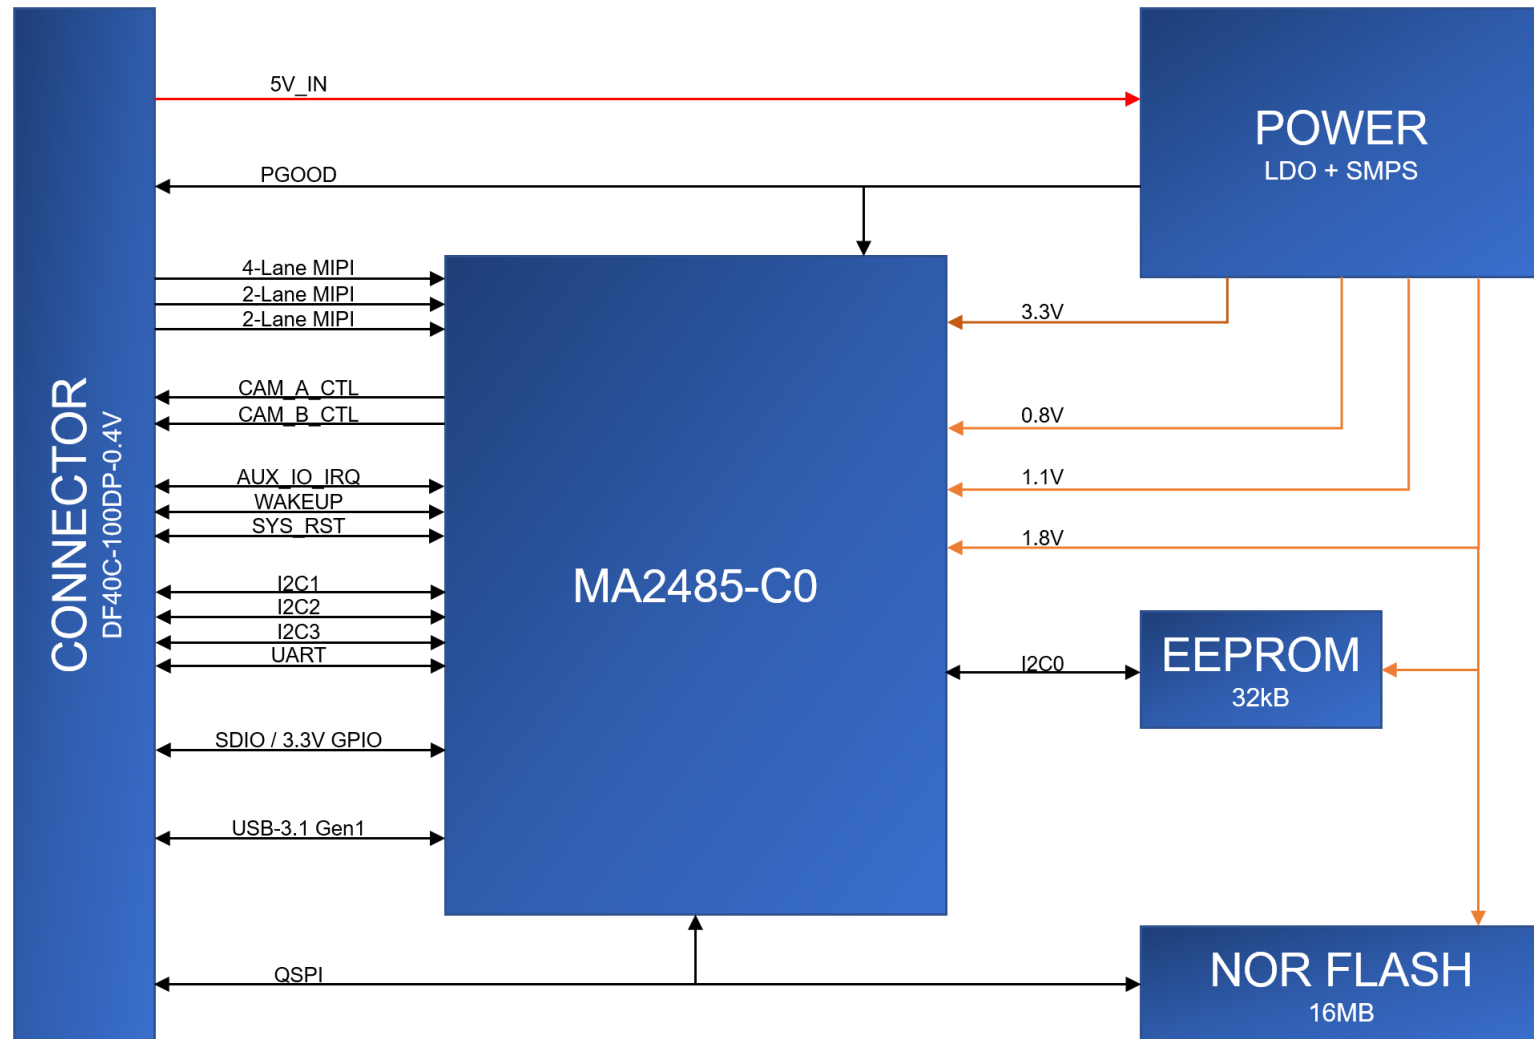 5V_IN
POWER
LDO + SMPS
PGOOD
4-Lane MIPI
2-Lane MIPI
2-Lane MIPI
3.3V
CAM_A_CTL
CAM_B_CTL
0.8V
CONNECTOR
DF40C-100DP-0.4V
AUX_IO_IRQ
WAKEUP
SYS_RST
1.1V
1.8V
MA2485-C0
I2C1
I2C2
I2C3
UART
I2C0
EEPROM
32kB
SDIO / 3.3V GPIO
USB-3.1 Gen1
QSPI
NOR FLASH
16MB